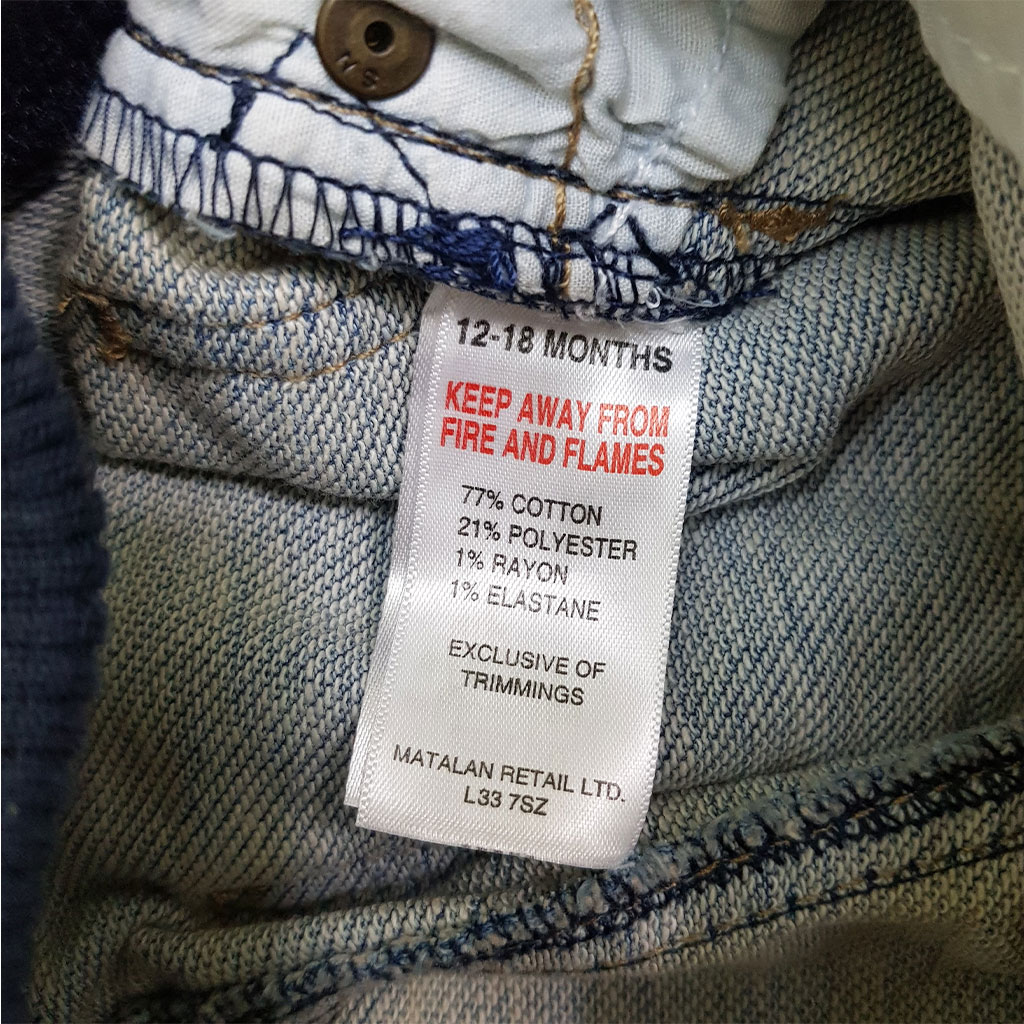 NS
12-18 MONTHS
KEEP AWAY FROM
FIRE AND FLAMES
77% COTTON
21% POLYESTER
1% RAYON
1% ELASTANE
EXCLUSIVE OF
TRIMMINGS
MATALAN RETAIL LTD.
L33 7SZ